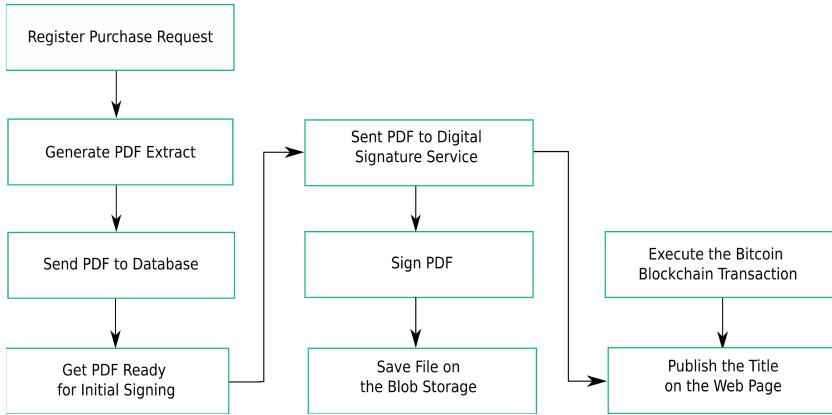 Register Purchase Request
Generate PDF Extract
Send PDF to Database
Get PDF Ready
for Initial Signing
Sent PDF to Digital
Signature Service
Sign PDF
Save File on
the Blob Storage
Execute the Bitcoin
Blockchain Transaction
Publish the Title
on the Web Page